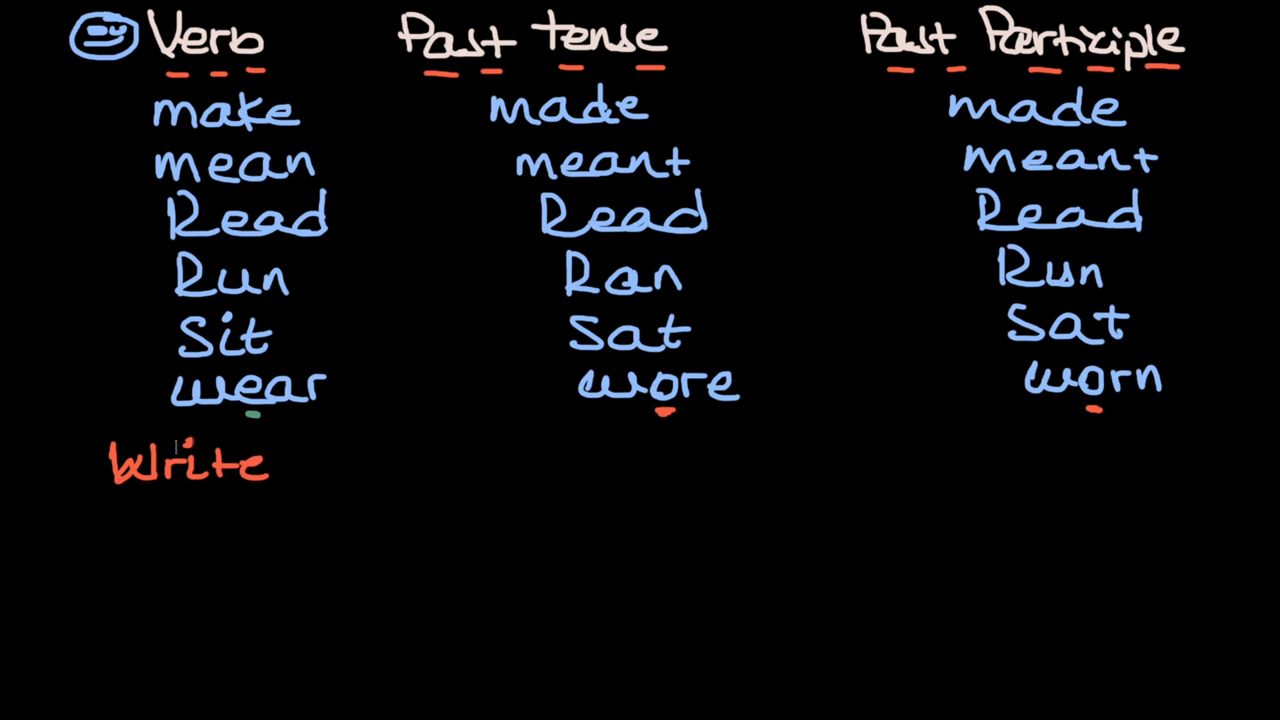 Verb Past tense Past Participle
make made made
mean meant meant
Read Read Read
Run Ran Run
Sit Sat Sat
wear wore worn
Write